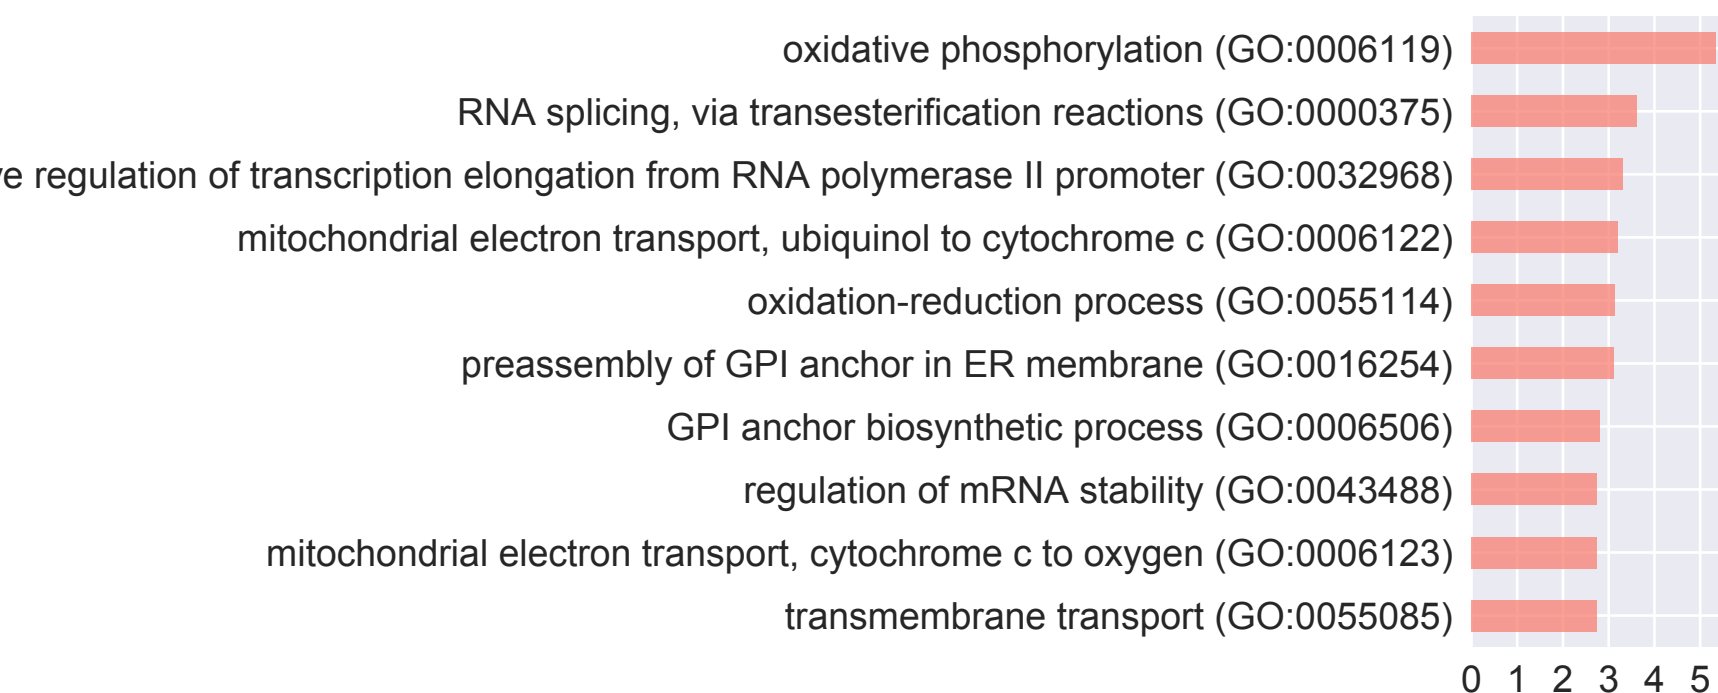 oxidative phosphorylation (GO:0006119)
RNA splicing, via transesterification reactions (GO:0000375)
regulation of transcription elongation from RNA polymerase II promoter (GO:0032968)
mitochondrial electron transport, ubiquinol to cytochrome c (GO:0006122)
oxidation-reduction process (GO:0055114)
preassembly of GPI anchor in ER membrane (GO:0016254)
GPI anchor biosynthetic process (GO:0006506)
regulation of mRNA stability (GO:0043488)
mitochondrial electron transport, cytochrome c to oxygen (GO:0006123)
transmembrane transport (GO:0055085)
0 1 2 3 4 5